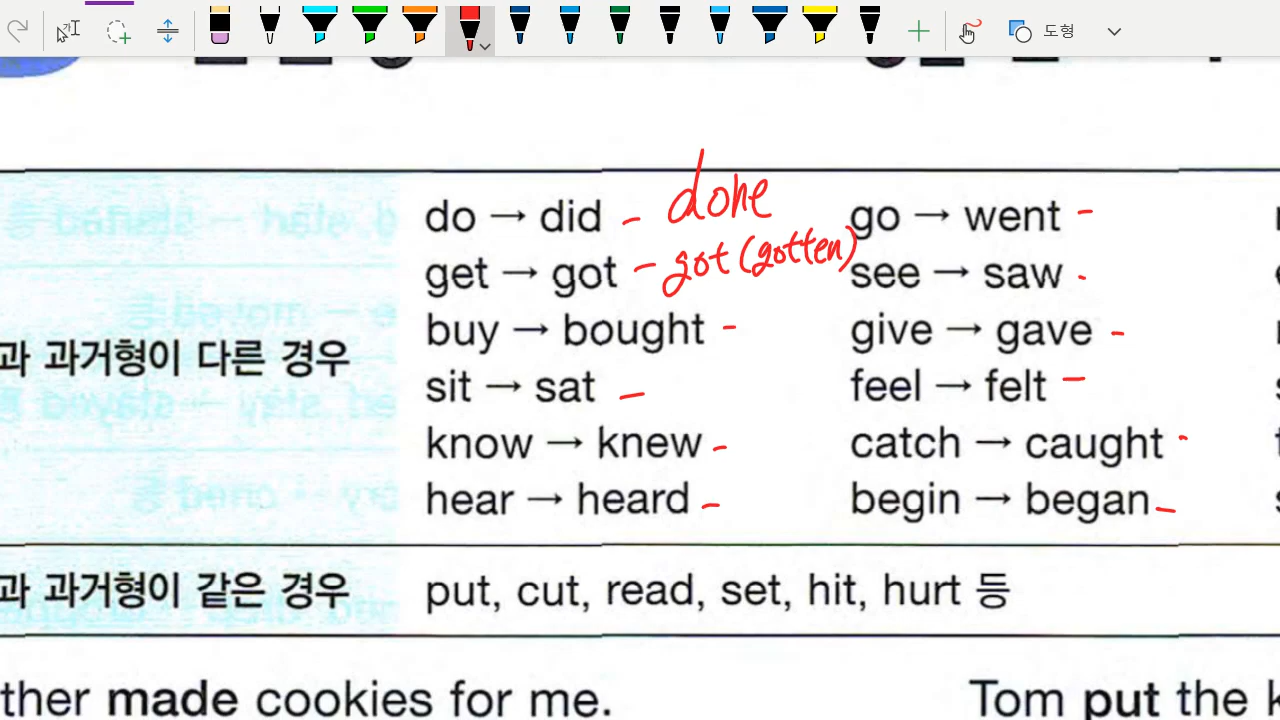 도형
do → did - done
go → went -
get → got - got (gotten)
see → saw -
buy → bought -
give → gave -
과 과거형이 다른 경우
sit → sat -
feel → felt -
know → knew -
catch → caught -
hear → heard -
begin → began -
과 과거형이 같은 경우
put, cut, read, set, hit, hurt 등
ther made cookies for me.
Tom put the k